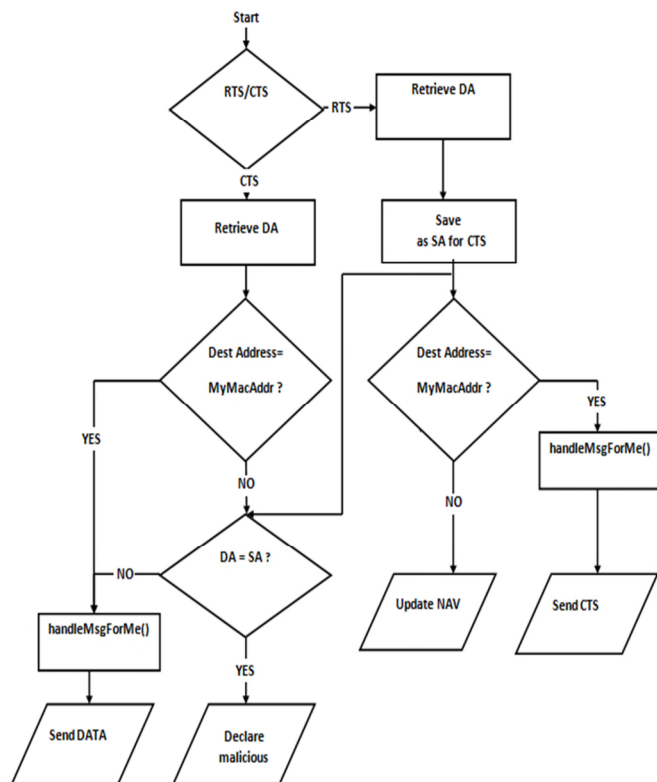 Start
RTS/CTS
RTS
Retrieve DA
CTS
Retrieve DA
Save
as SA for CTS
Dest Address=
MyMacAddr ?
Dest Address=
MyMacAddr ?
YES
YES
handleMsgForMe()
NO
NO
DA = SA ?
NO
Update NAV
Send CTS
handleMsgForMe()
YES
Send DATA
Declare
malicious